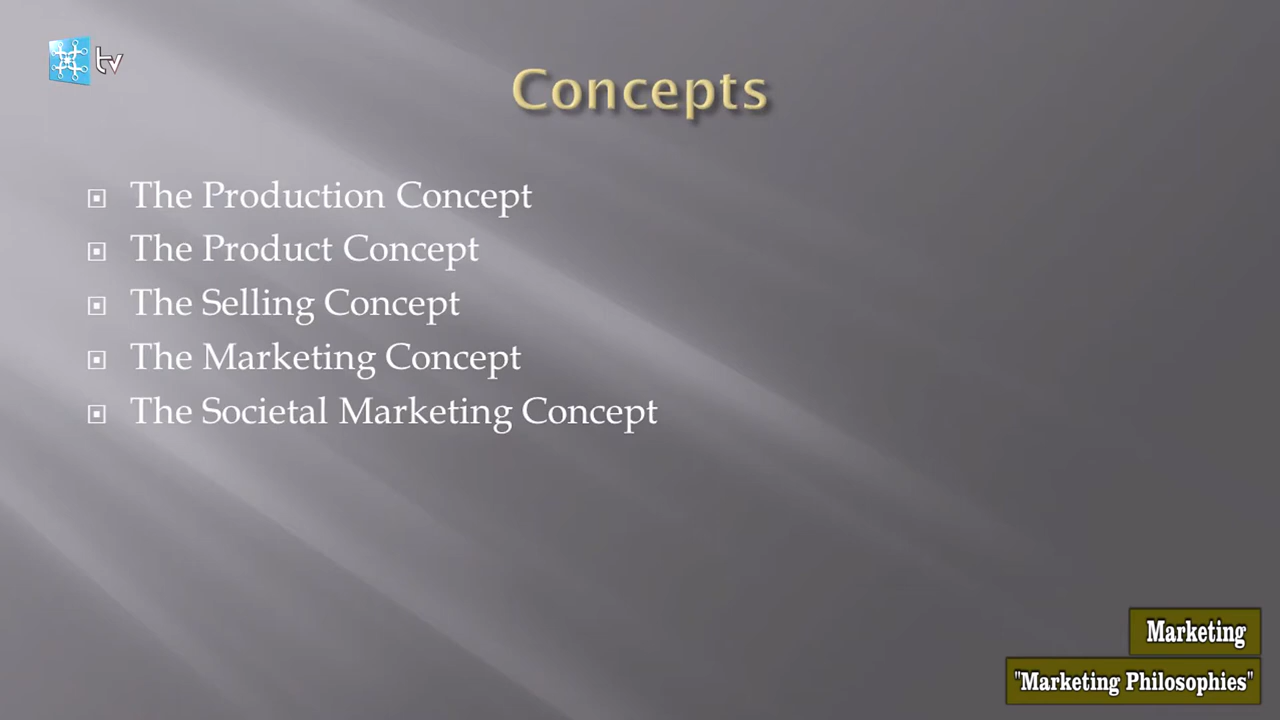 tv
Concepts
The Production Concept
The Product Concept
The Selling Concept
The Marketing Concept
The Societal Marketing Concept
Marketing
"Marketing Philosophies"